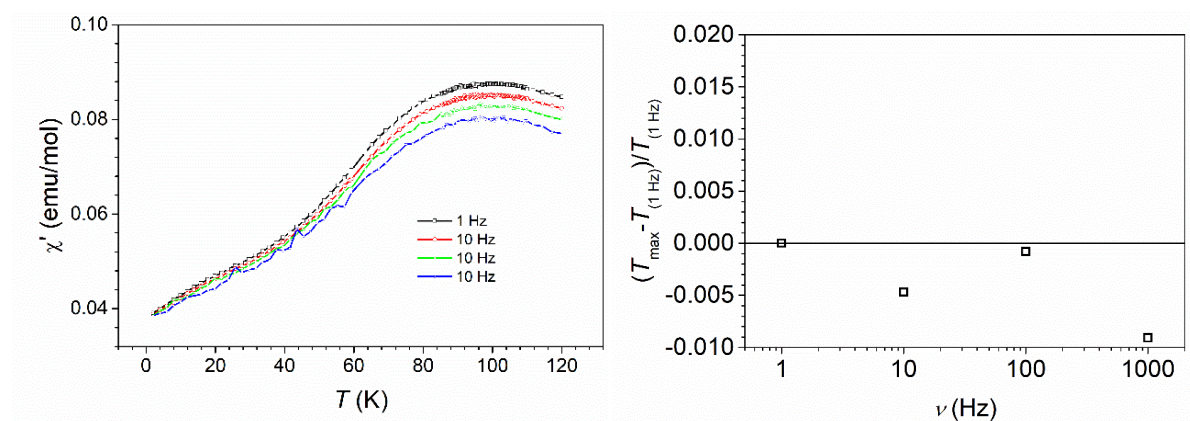 0.10
0.08
0.06
0.04
χ' (emu/mol)
1 Hz
10 Hz
10 Hz
10 Hz
0 20 40 60 80 100 120
T (K)
0.020
0.015
0.010
0.005
0.000
-0.005
-0.010
(Tmax-T(1 Hz))/T(1 Hz)
1 10 100 1000
ν (Hz)